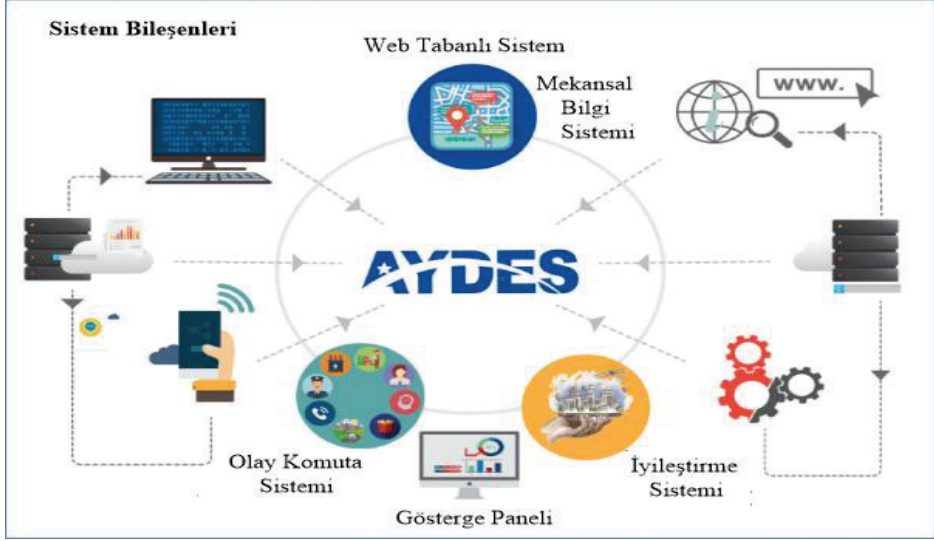 Sistem Bileşenleri
Web Tabanlı Sistem
Mekansal
Bilgi
Sistemi
www.
AYDES
Olay Komuta
Sistemi
İyileştirme
Sistemi
Gösterge Paneli